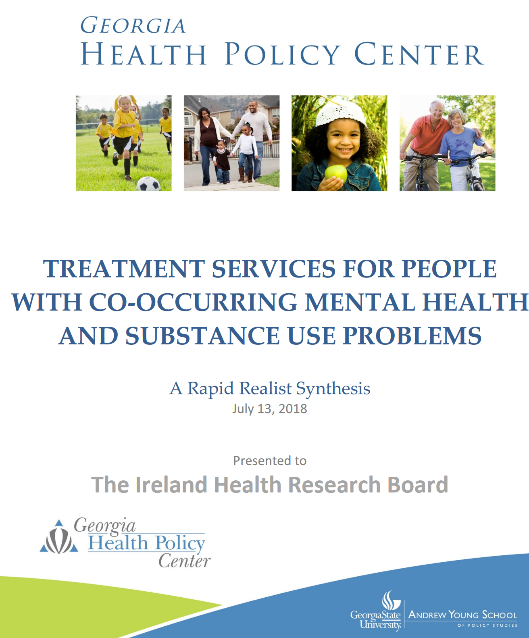 GEORGIA
HEALTH POLICY CENTER
TREATMENT SERVICES FOR PEOPLE
WITH CO-OCCURRING MENTAL HEALTH
AND SUBSTANCE USE PROBLEMS
A Rapid Realist Synthesis
July 13, 2018
Presented to
The Ireland Health Research Board
Georgia
Health Policy
Center
GeorgiaState
University
ANDREW YOUNG SCHOOL
OF POLICY STUDIES